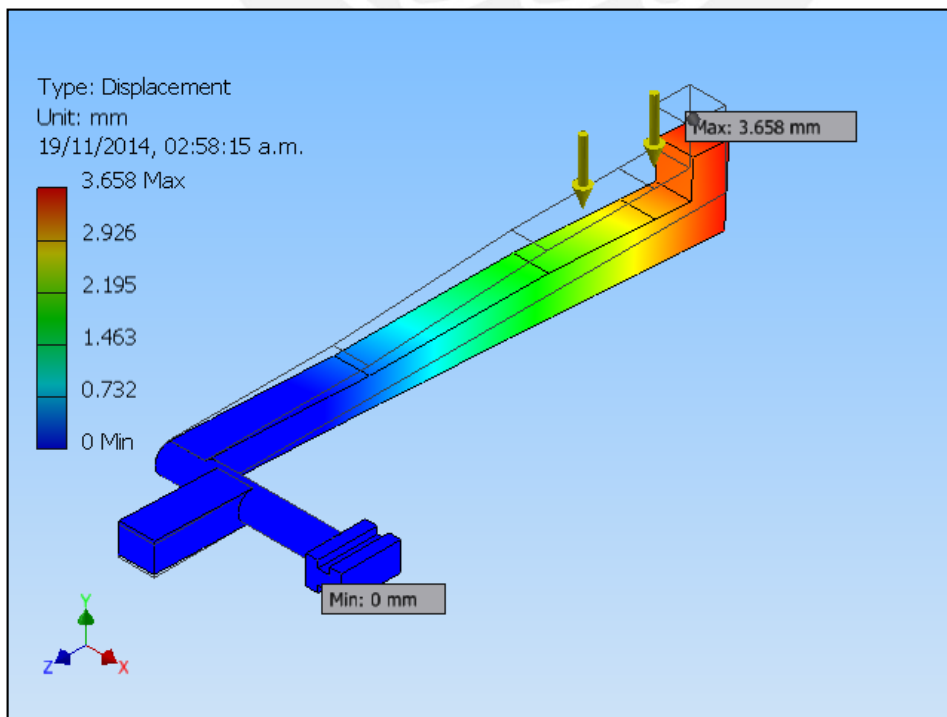 Type: Displacement
Unit: mm
19/11/2014, 02:58:15 a.m.
3.658 Max
2.926
2.195
1.463
0.732
0 Min
Max: 3.658 mm
Min: 0 mm
Y
Z
X